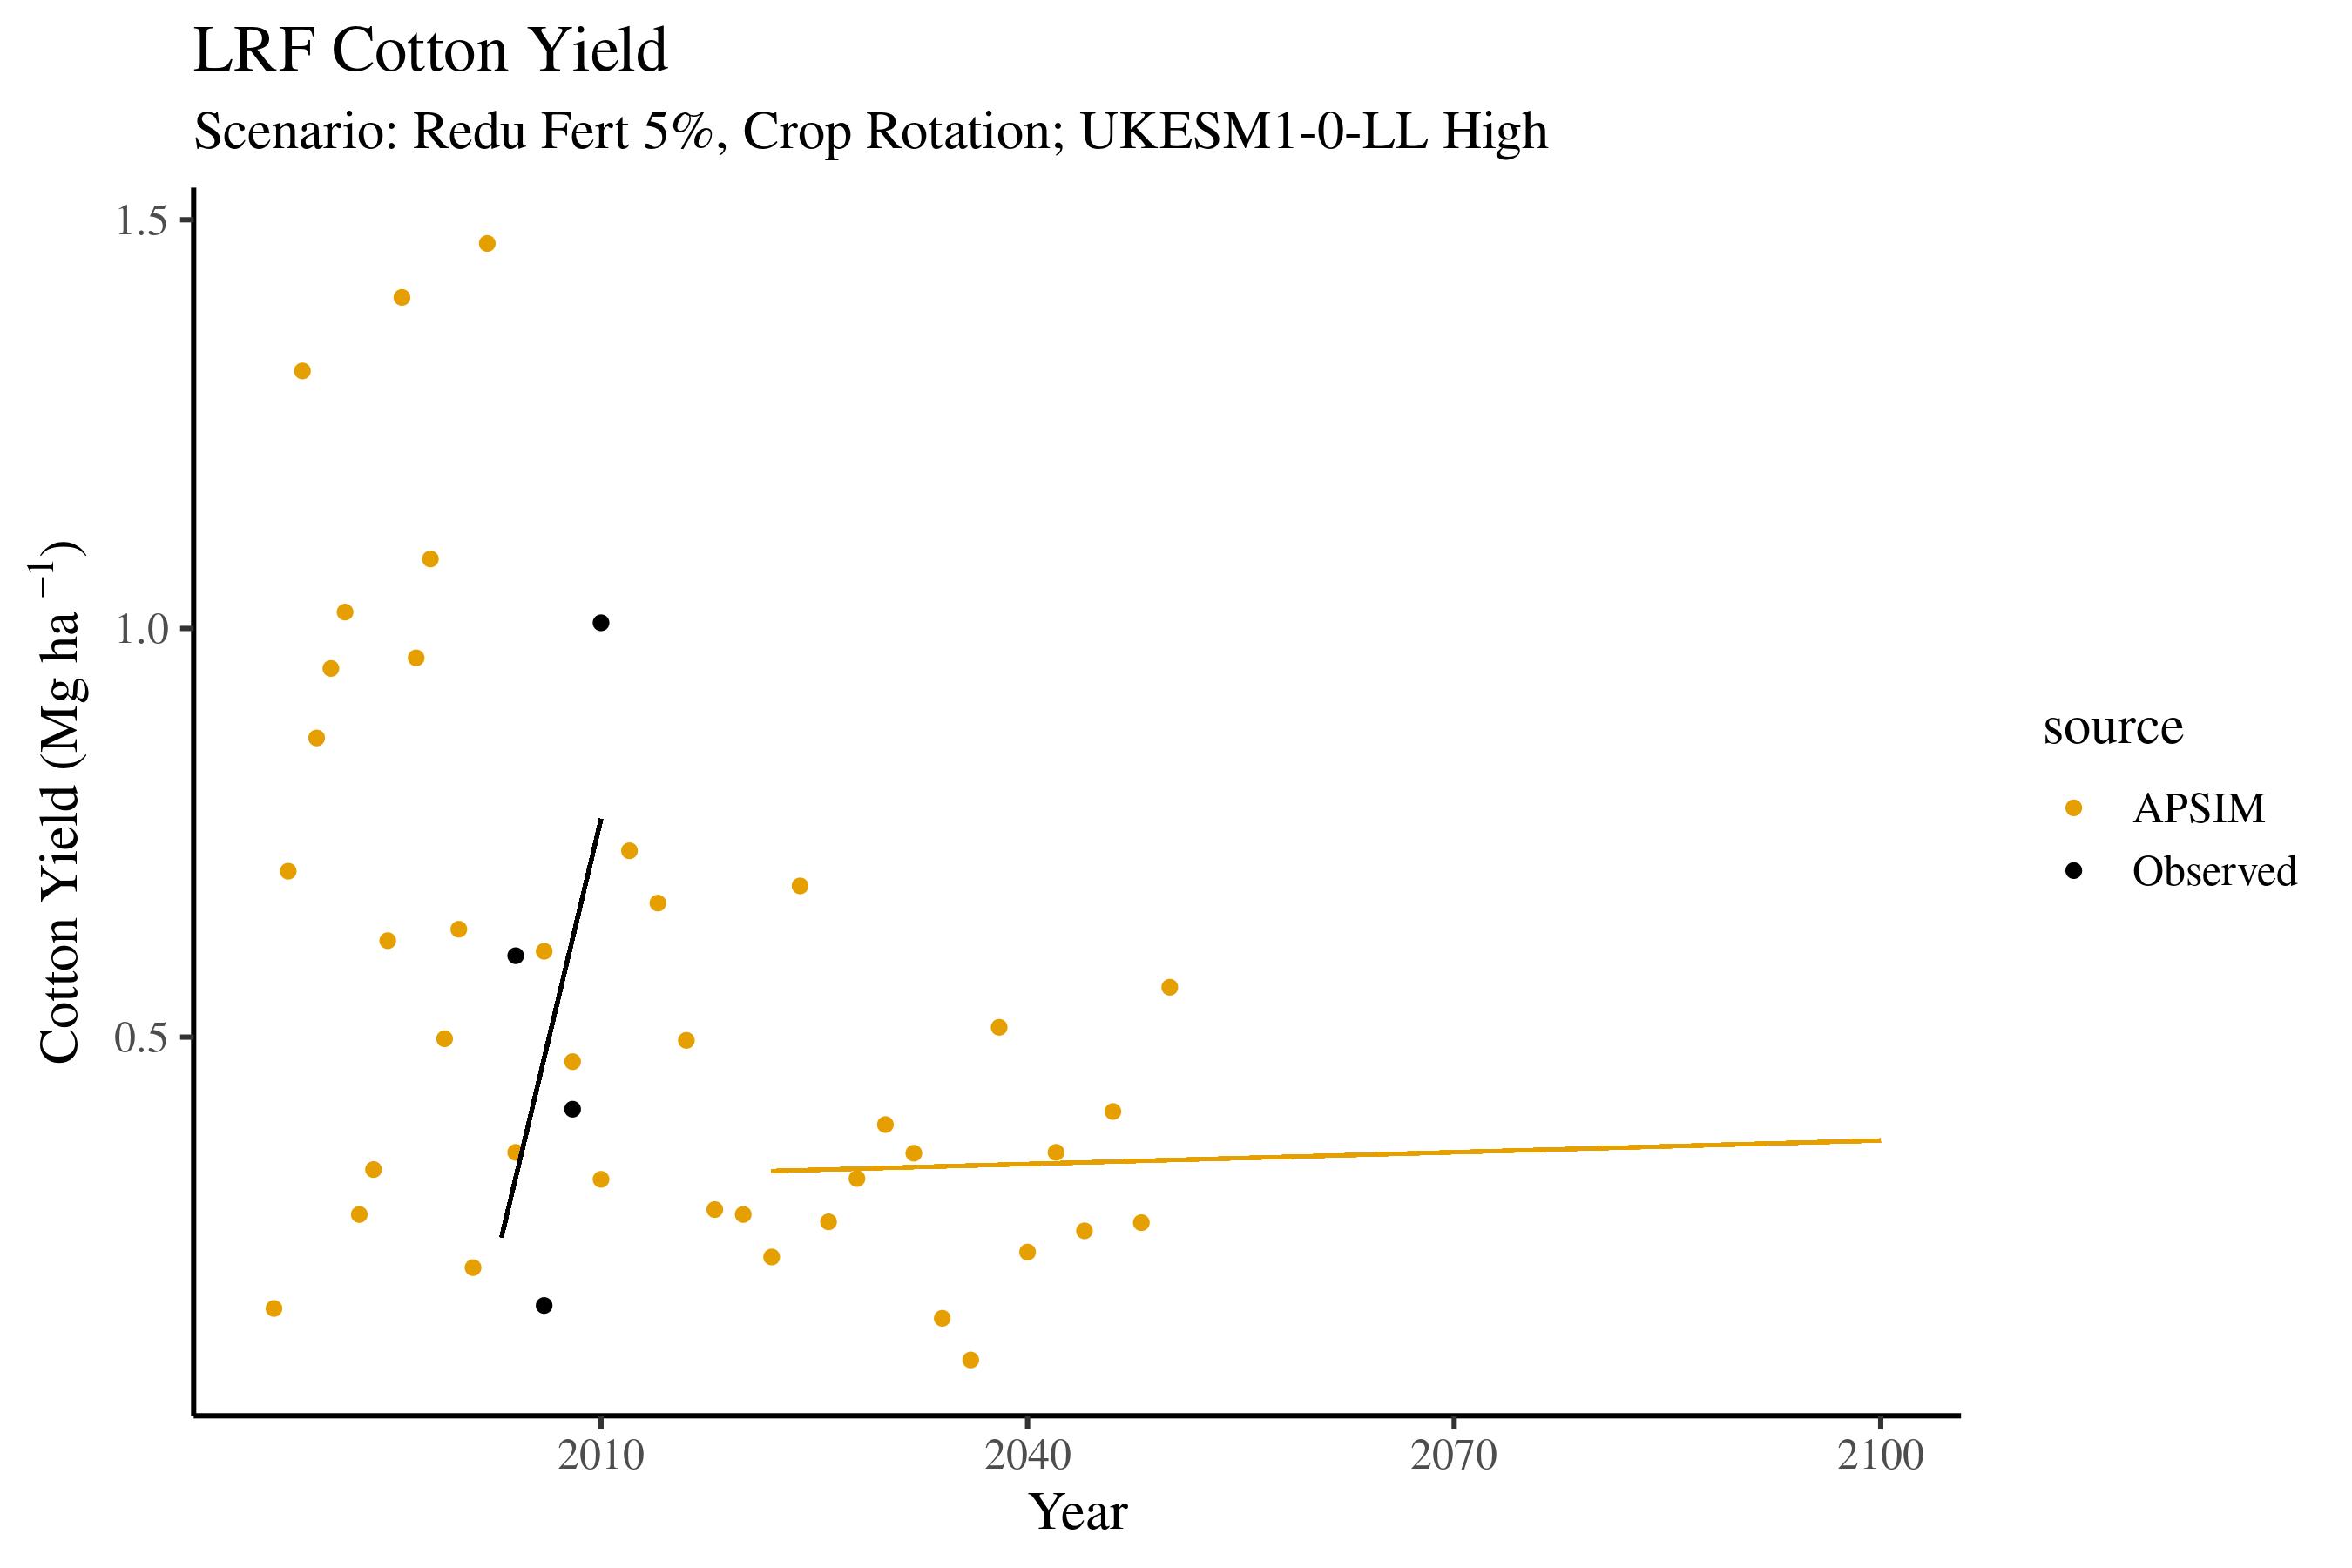 LRF Cotton Yield
Scenario: Redu Fert 5%, Crop Rotation; UKESM1-0-LL High
Cotton Yield (Mg ha⁻¹)
1.5
1.0
0.5
2010
2040
2070
2100
Year
source
APSIM
Observed